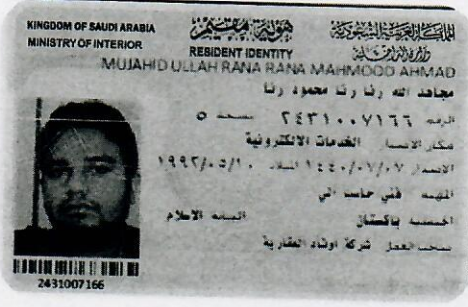 KINGDOM OF SAUDI ARABIA
MINISTRY OF INTERIOR
هوية مقيم
RESIDENT IDENTITY
المملكة العربية السعودية
وزارة الداخلية
MUJAHID ULLAH RANA RANA MAHMOOD AHMAD
مجاهد الله رنا رنا محمود رنا
الرقم ٢٤٣١٠٠٧١٦٦ نسخة ٥
مكان الاصدار الخدمات الالكترونية
الاصدار ١٤٤٠/٠٧/٠٧ الميلاد ١٩٩٢/٠٥/١٠
المهنة فني حاسب الي
الجنسية باكستان الديانة الاسلام
صاحب العمل شركة اوتاد العقارية
2431007166